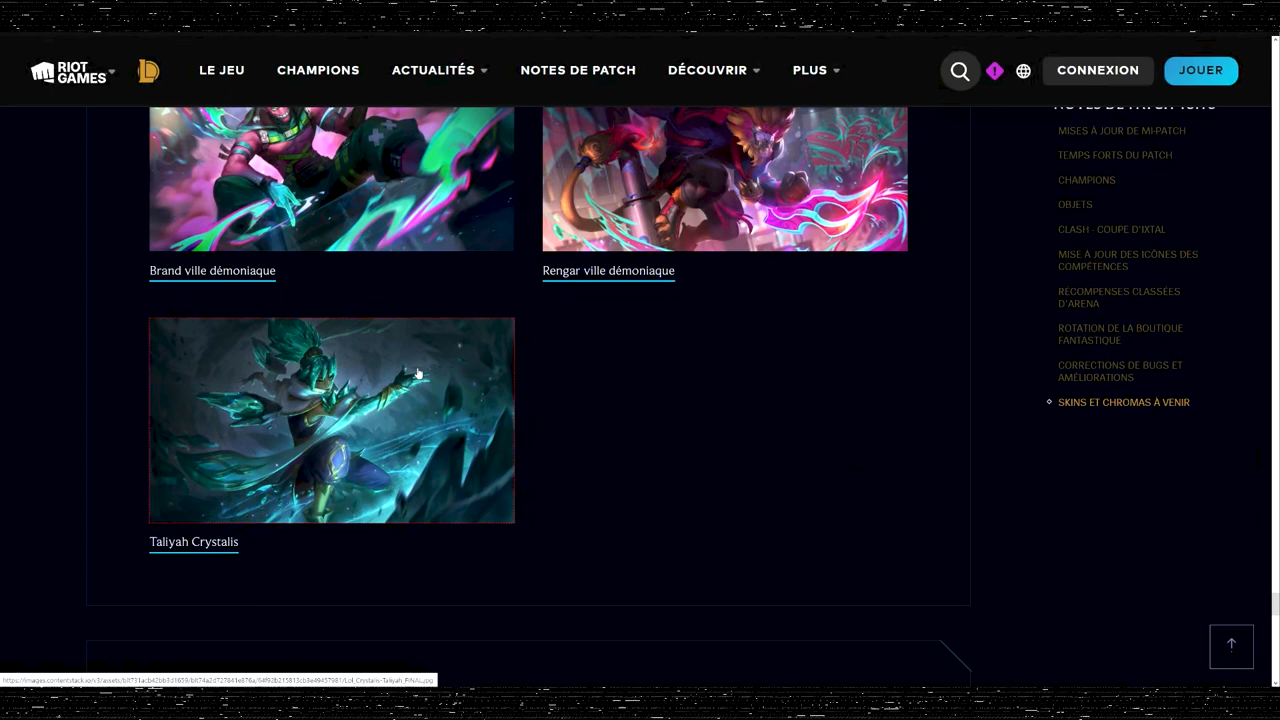 RIOT
GAMES
LE JEU
CHAMPIONS
ACTUALITÉS
NOTES DE PATCH
DÉCOUVRIR
PLUS
CONNEXION
JOUER
MISES À JOUR DE MI-PATCH
TEMPS FORTS DU PATCH
CHAMPIONS
OBJETS
CLASH - COUPE D'IXTAL
MISE À JOUR DES ICÔNES DES
COMPÉTENCES
RÉCOMPENSES CLASSÉES
D'ARENA
ROTATION DE LA BOUTIQUE
FANTASTIQUE
CORRECTIONS DE BUGS ET
AMÉLIORATIONS
SKINS ET CHROMAS À VENIR
Brand ville démoniaque
Rengar ville démoniaque
Taliyah Crystalis